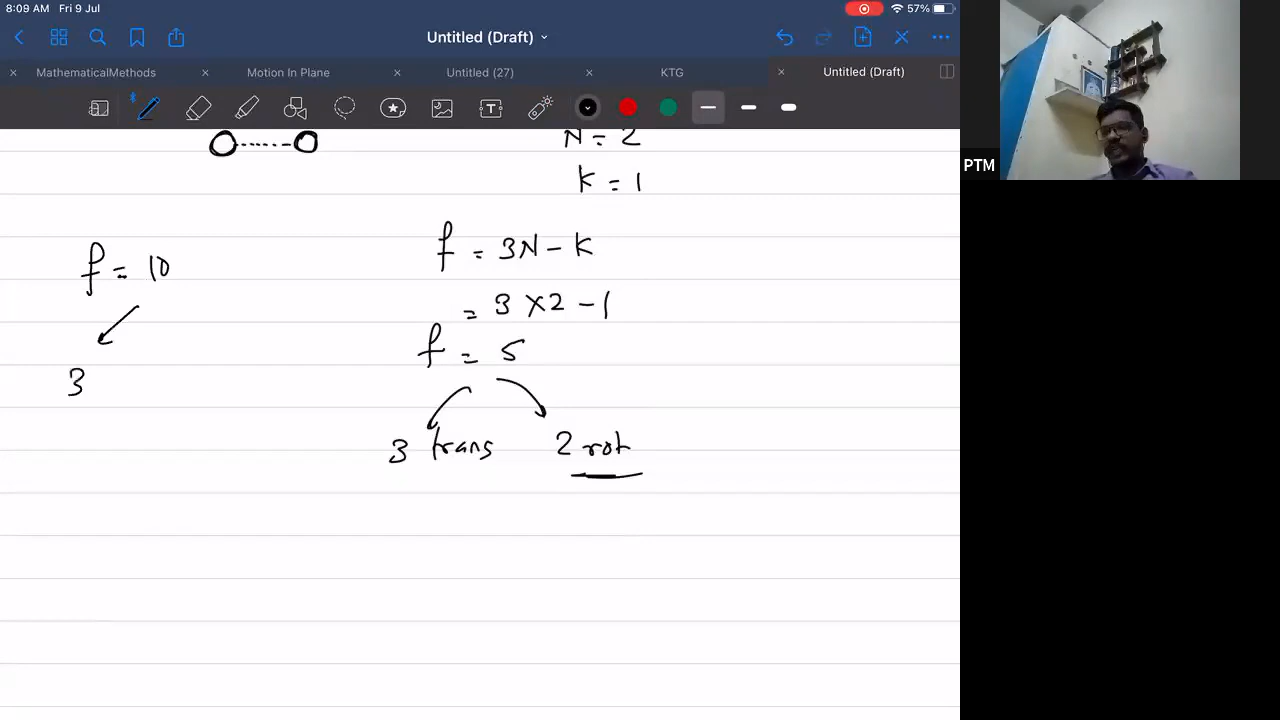 8:09 AM Fri 9 Jul
57%
Untitled (Draft)
MathematicalMethods
Motion In Plane
Untitled (27)
KTG
Untitled (Draft)
T
PTM
N = 2
K = 1
f = 3N - K
f = 10
= 3 × 2 - 1
f = 5
3
3 trans 2 rot